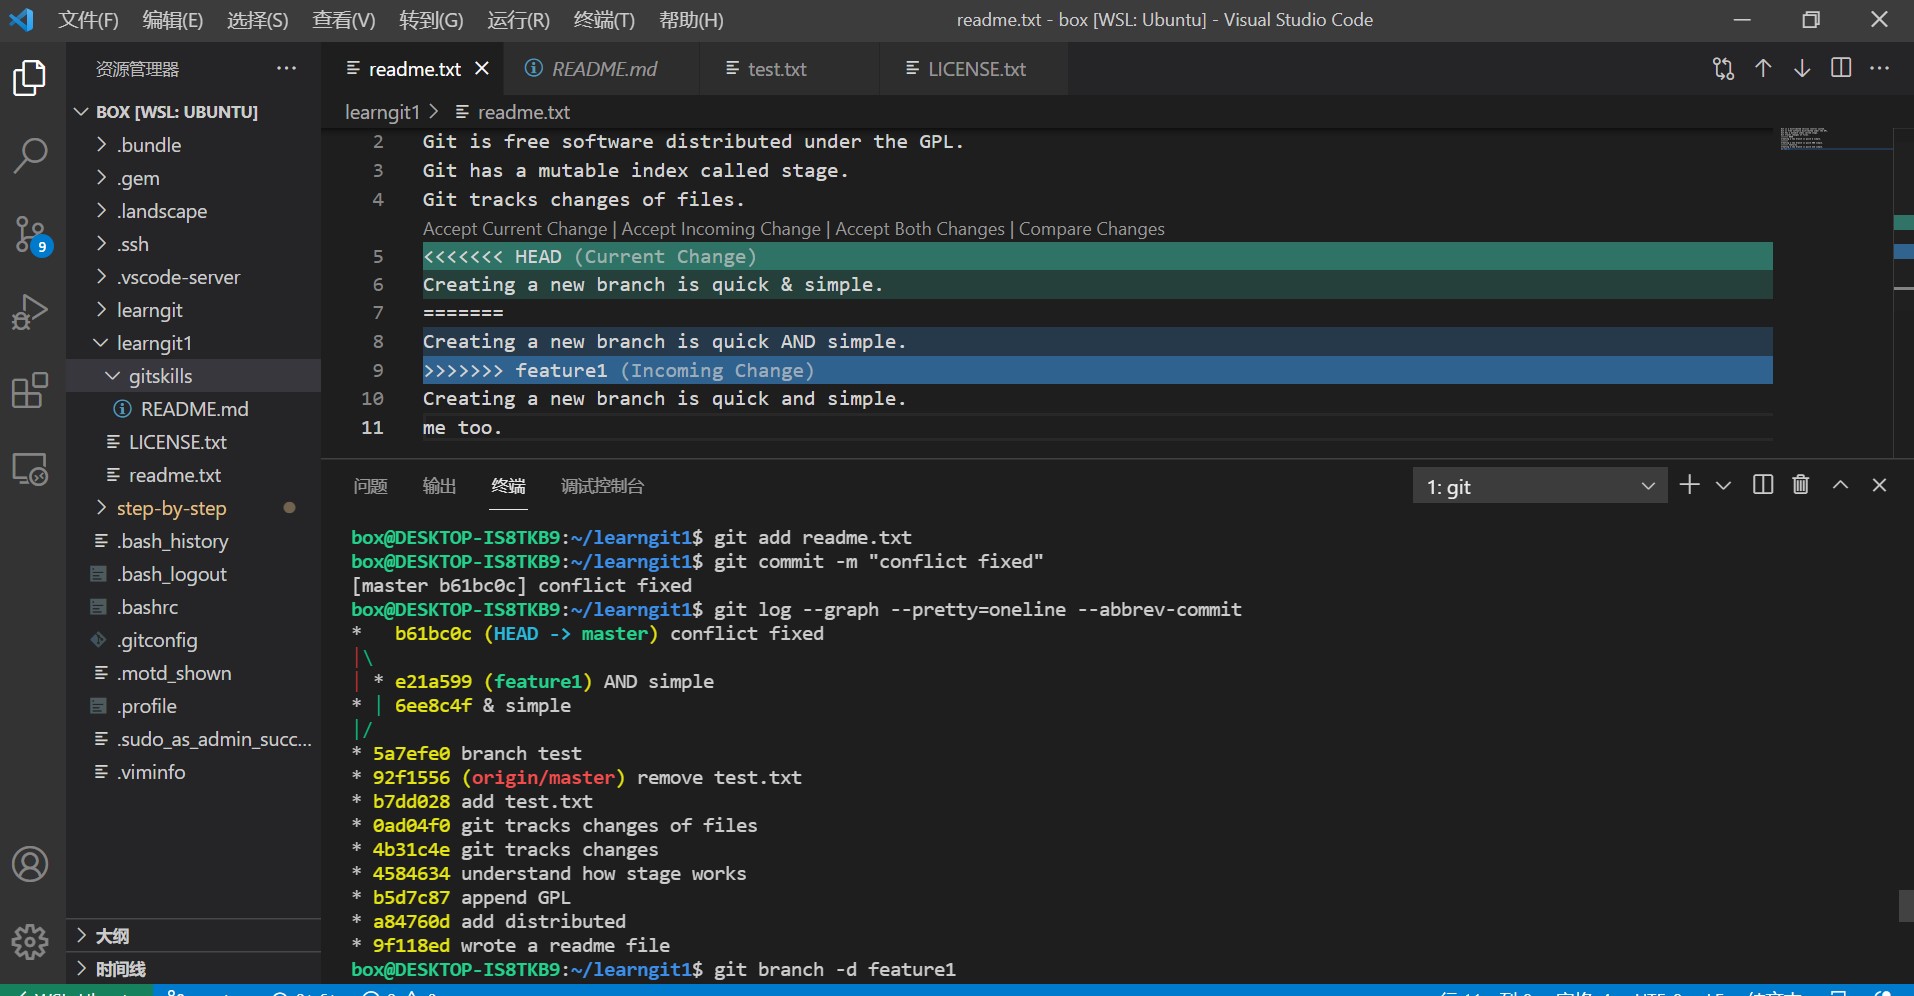 文件(F) 编辑(E) 选择(S) 查看(V) 转到(G) 运行(R) 终端(T) 帮助(H) readme.txt - box [WSL: Ubuntu] - Visual Studio Code
资源管理器 ···
BOX [WSL: UBUNTU]
.bundle
.gem
.landscape
.ssh
.vscode-server
learngit
learngit1
gitskills
README.md
LICENSE.txt
readme.txt
step-by-step
.bash_history
.bash_logout
.bashrc
.gitconfig
.motd_shown
.profile
.sudo_as_admin_succ...
.viminfo
大纲
时间线
9
readme.txt README.md test.txt LICENSE.txt
learngit1 > readme.txt
2 Git is free software distributed under the GPL.
3 Git has a mutable index called stage.
4 Git tracks changes of files.
Accept Current Change | Accept Incoming Change | Accept Both Changes | Compare Changes
5 <<<<<<< HEAD (Current Change)
6 Creating a new branch is quick & simple.
7 =======
8 Creating a new branch is quick AND simple.
9 >>>>>>> feature1 (Incoming Change)
10 Creating a new branch is quick and simple.
11 me too.
问题 输出 终端 调试控制台 1: git
box@DESKTOP-IS8TKB9:~/learngit1$ git add readme.txt
box@DESKTOP-IS8TKB9:~/learngit1$ git commit -m "conflict fixed"
[master b61bc0c] conflict fixed
box@DESKTOP-IS8TKB9:~/learngit1$ git log --graph --pretty=oneline --abbrev-commit
*   b61bc0c (HEAD -> master) conflict fixed
|\
| * e21a599 (feature1) AND simple
* | 6ee8c4f & simple
|/
* 5a7efe0 branch test
* 92f1556 (origin/master) remove test.txt
* b7dd028 add test.txt
* 0ad04f0 git tracks changes of files
* 4b31c4e git tracks changes
* 4584634 understand how stage works
* b5d7c87 append GPL
* a84760d add distributed
* 9f118ed wrote a readme file
box@DESKTOP-IS8TKB9:~/learngit1$ git branch -d feature1